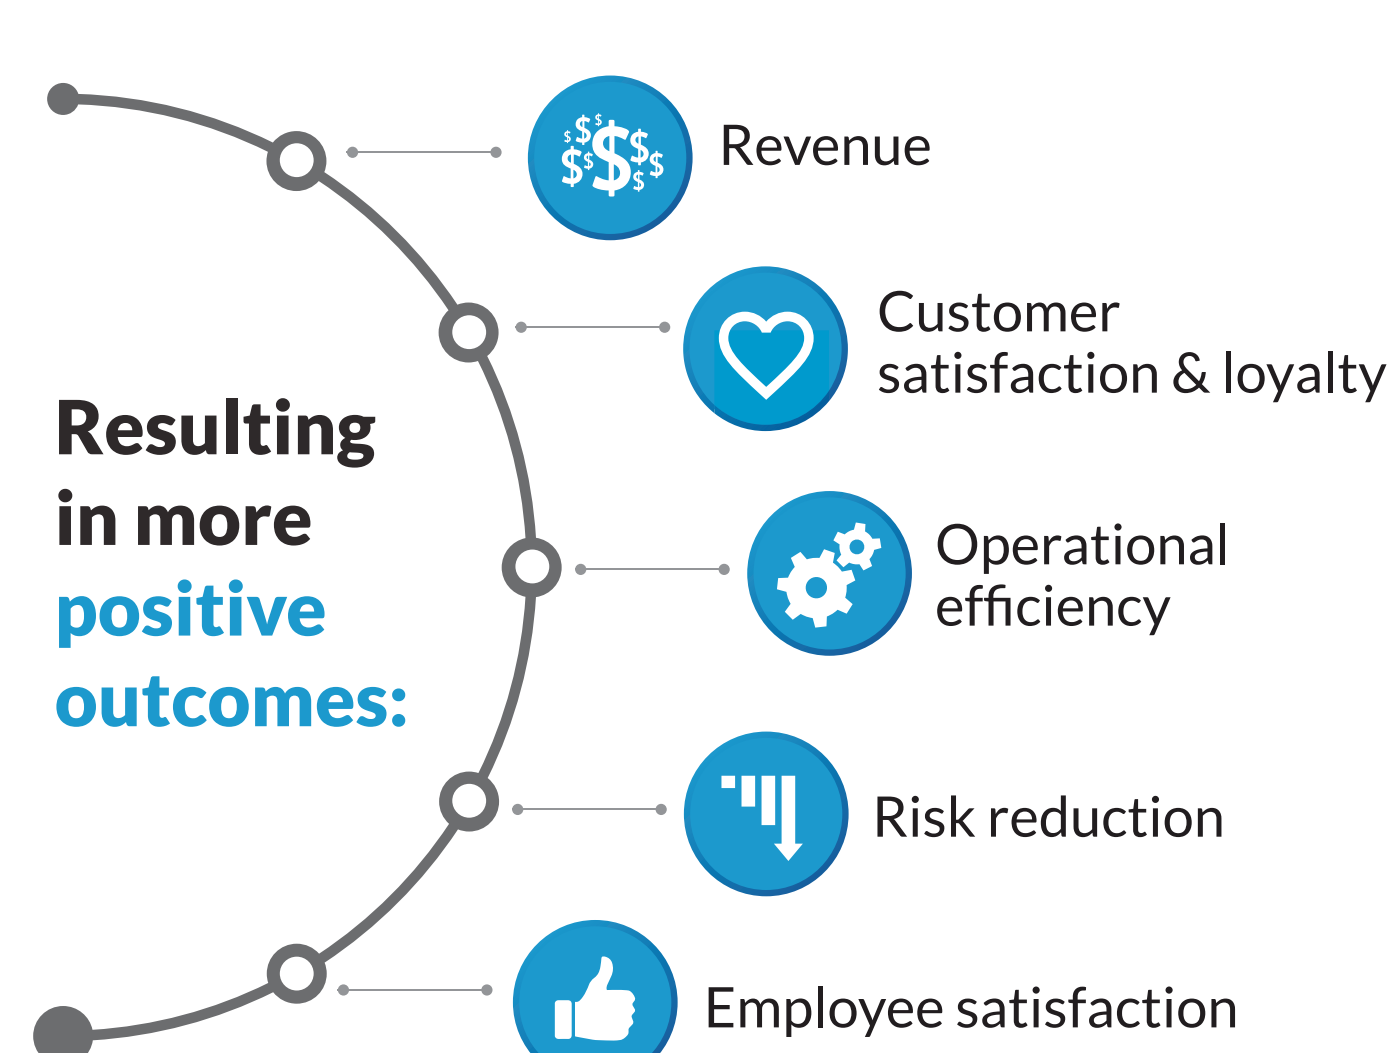 Revenue
Customer
satisfaction & loyalty
Resulting
in more
positive
outcomes:
Operational
efficiency
Risk reduction
Employee satisfaction